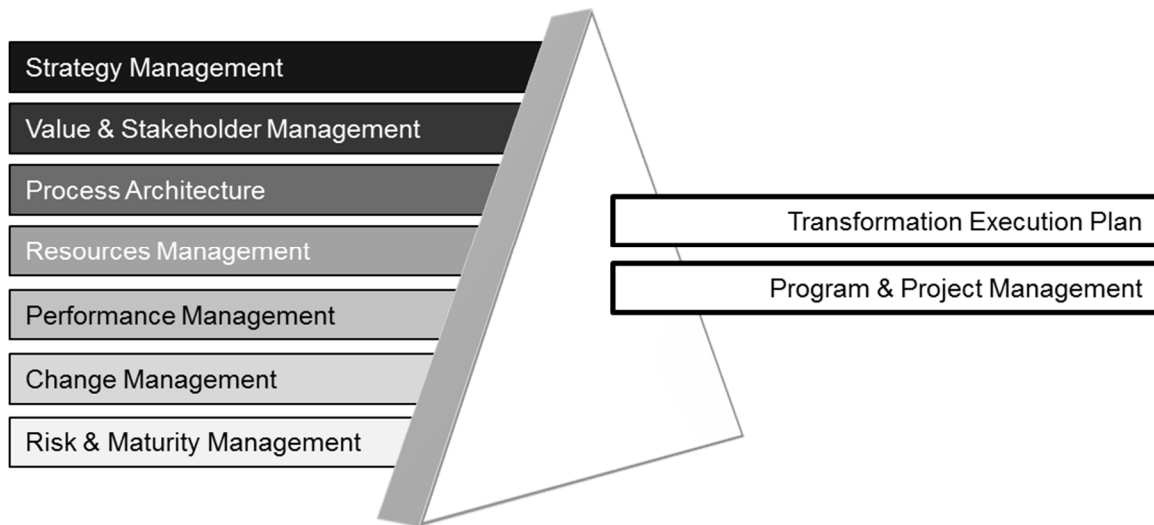 Strategy Management
Value & Stakeholder Management
Process Architecture
Resources Management
Performance Management
Change Management
Risk & Maturity Management
Transformation Execution Plan
Program & Project Management